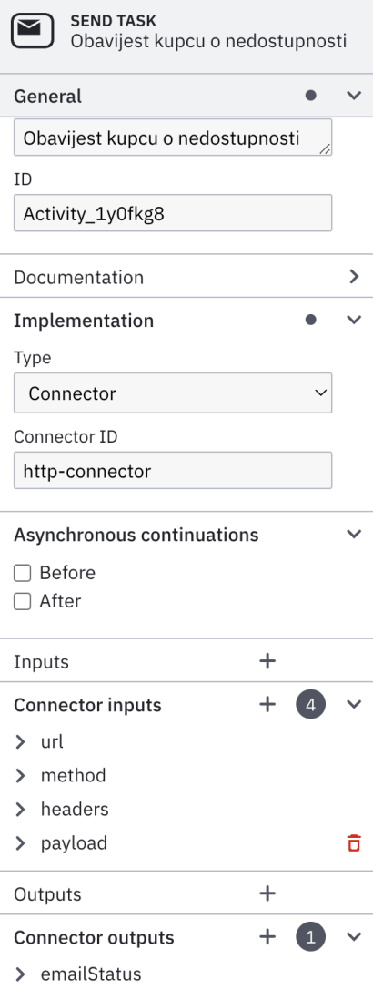 SEND TASK
Obavijest kupcu o nedostupnosti
General
Obavijest kupcu o nedostupnosti
ID
Activity_1y0fkg8
Documentation
Implementation
Type
Connector
Connector ID
http-connector
Asynchronous continuations
Before
After
Inputs
Connector inputs 4
url
method
headers
payload
Outputs
Connector outputs 1
emailStatus